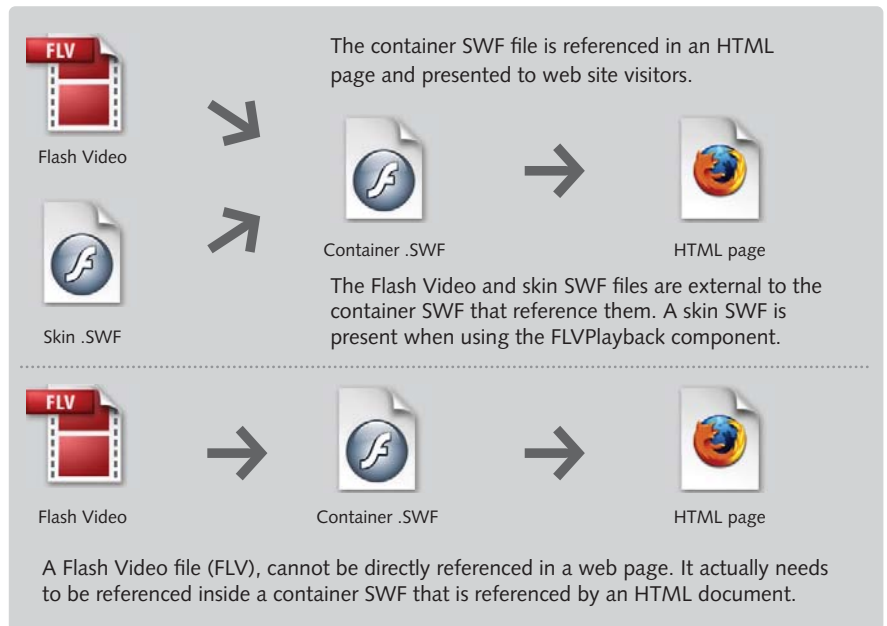 FLV
The container SWF file is referenced in an HTML
page and presented to web site visitors.
Flash Video
Container .SWF
HTML page
Skin .SWF
The Flash Video and skin SWF files are external to the
container SWF that reference them. A skin SWF is
present when using the FLVPlayback component.
FLV
Flash Video
Container .SWF
HTML page
A Flash Video file (FLV), cannot be directly referenced in a web page. It actually needs
to be referenced inside a container SWF that is referenced by an HTML document.